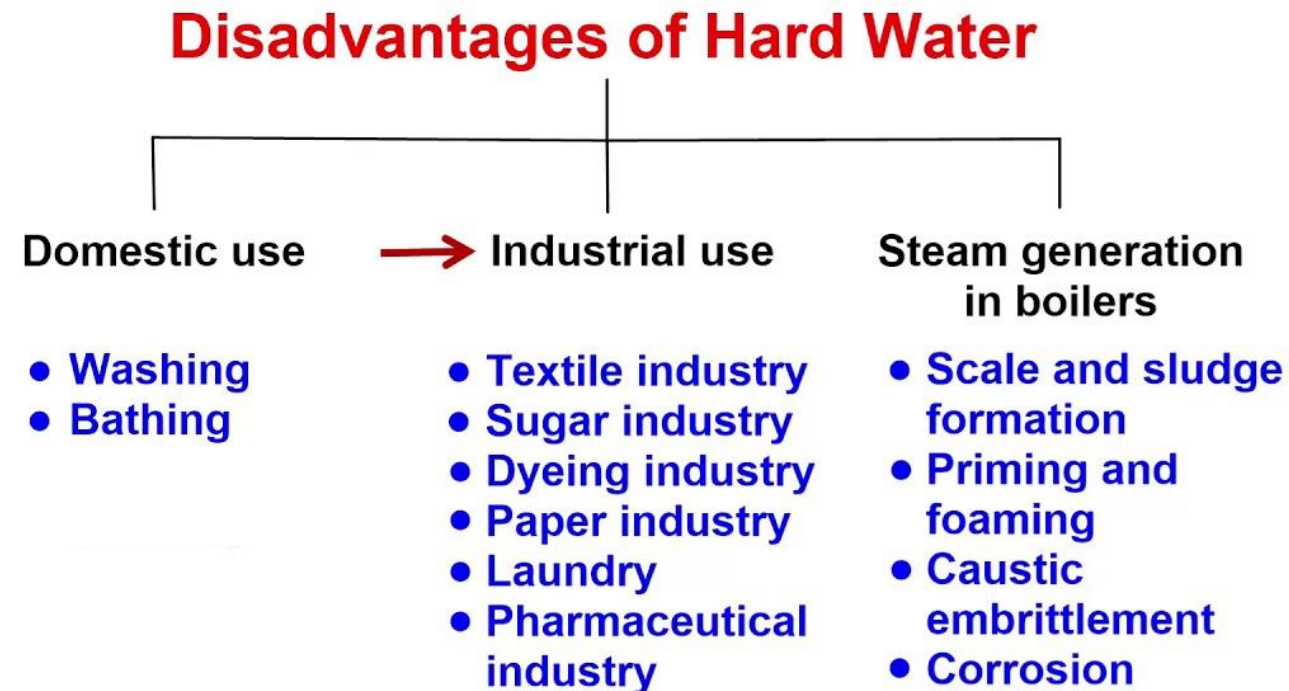 Disadvantages of Hard Water
Domestic use
● Washing
● Bathing
Industrial use
● Textile industry
● Sugar industry
● Dyeing industry
● Paper industry
● Laundry
● Pharmaceutical
industry
Steam generation
in boilers
● Scale and sludge
formation
● Priming and
foaming
● Caustic
embrittlement
● Corrosion